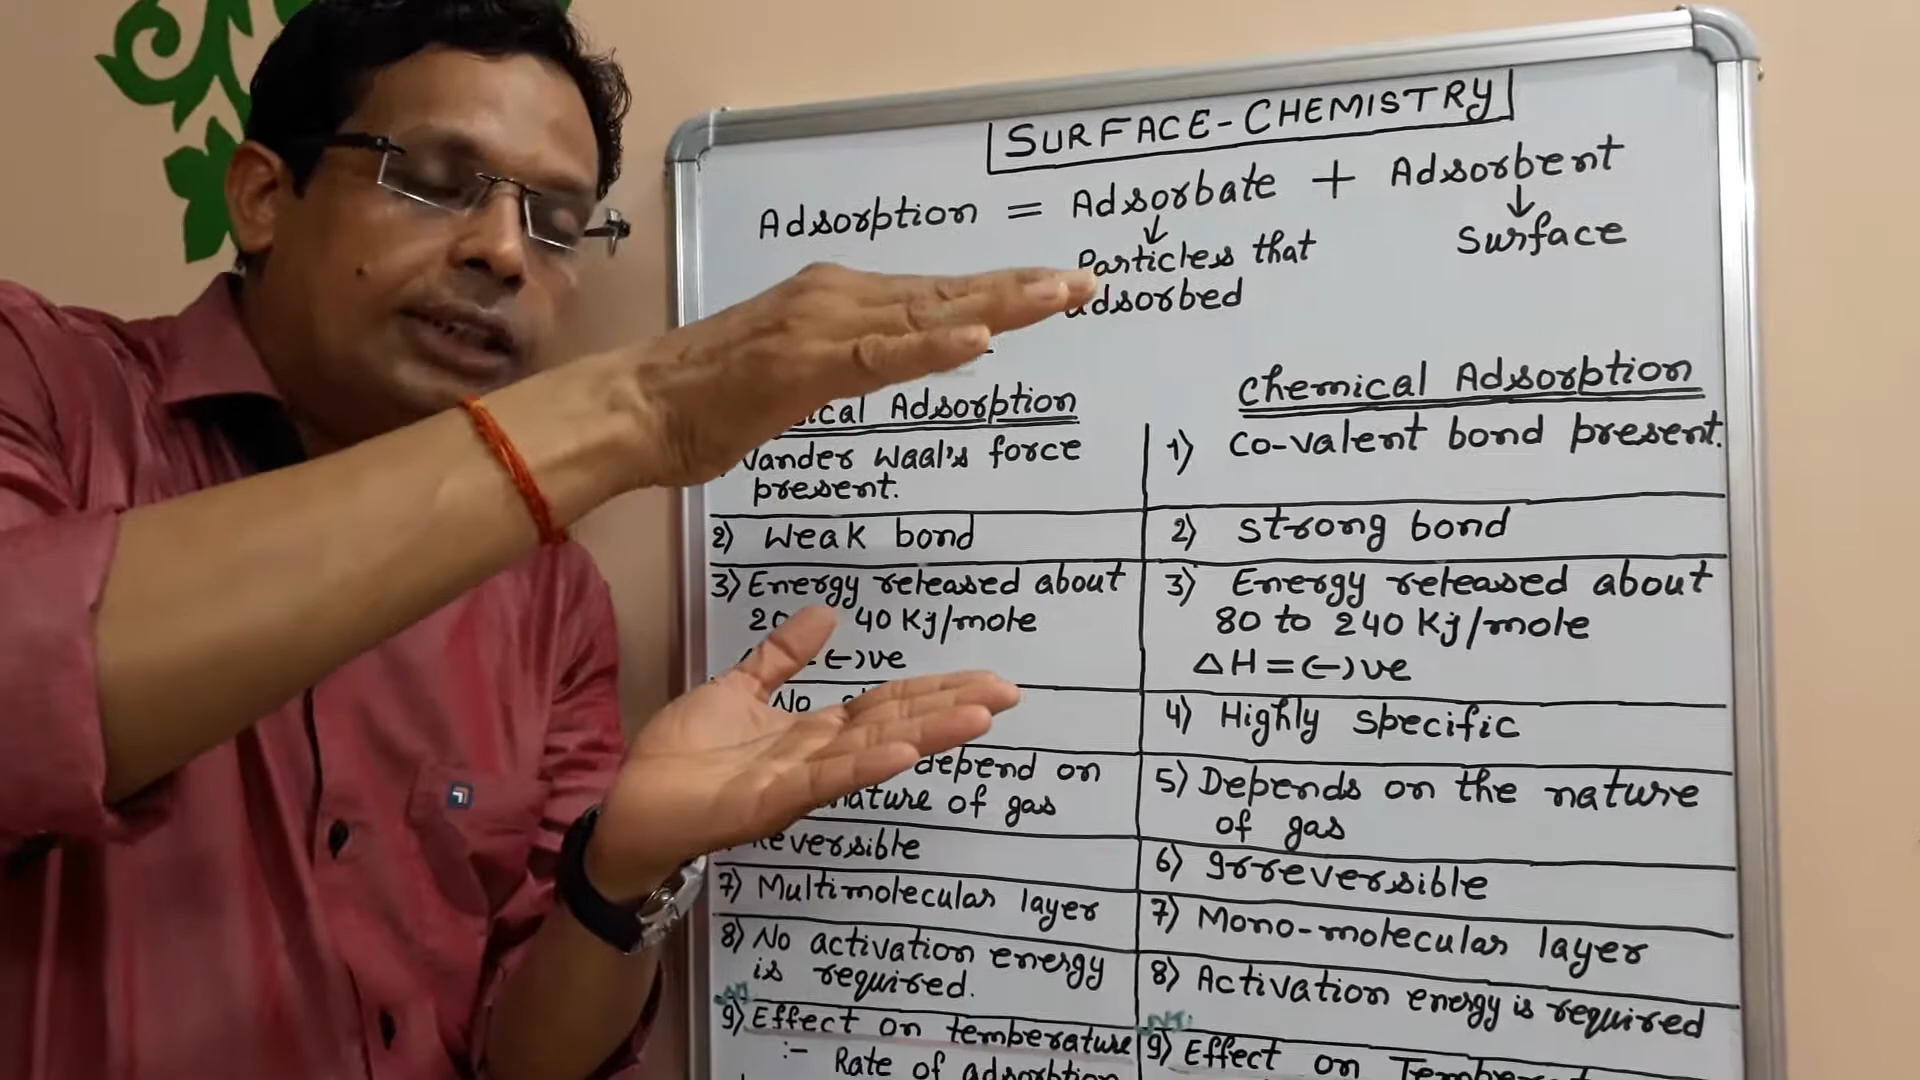 SURFACE-CHEMISTRY
Adsorption = Adsorbate + Adsorbent
↓ ↓
Particles that Surface
adsorbed
Adsorption
Vander Waal's force
present.
2) Weak bond
3) Energy released about
40 Kj/mole
= (-)ve
No
depend on
nature of gas
Reversible
7) Multimolecular layer
8) No activation energy
is required.
9) Effect on temperature
:- Rate of adsorption
Chemical Adsorption
1) Co-valent bond present.
2) Strong bond
3) Energy released about
80 to 240 Kj/mole
ΔH = (-)ve
4) Highly Specific
5) Depends on the nature
of gas
6) Irreversible
7) Mono-molecular layer
8) Activation energy is required
9) Effect on